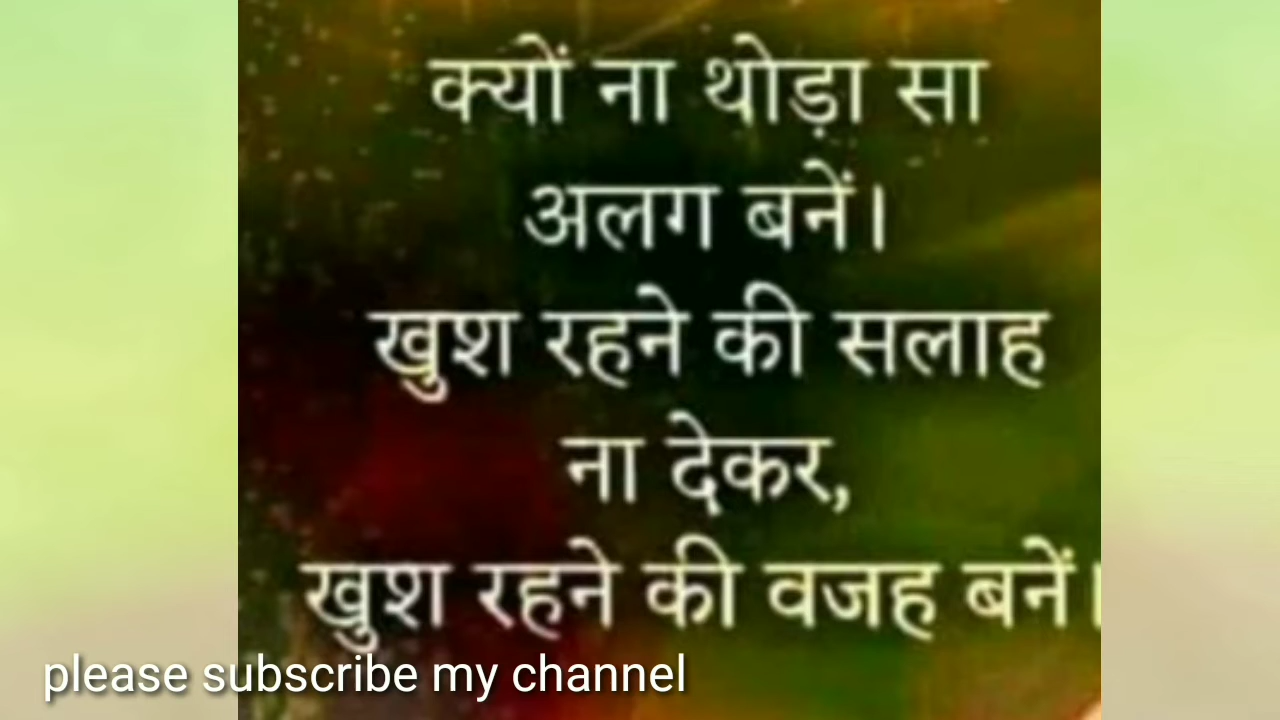 क्यों ना थोड़ा सा
अलग बनें।
खुश रहने की सलाह
ना देकर,
खुश रहने की वजह बनें।
please subscribe my channel